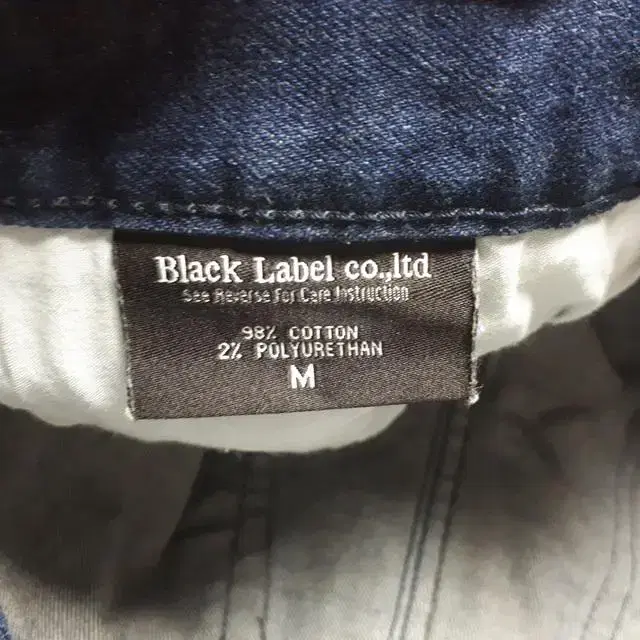 Black Label co.,ltd
See Reverse for Care Instruction
98% COTTON
2% POLYURETHAN
M